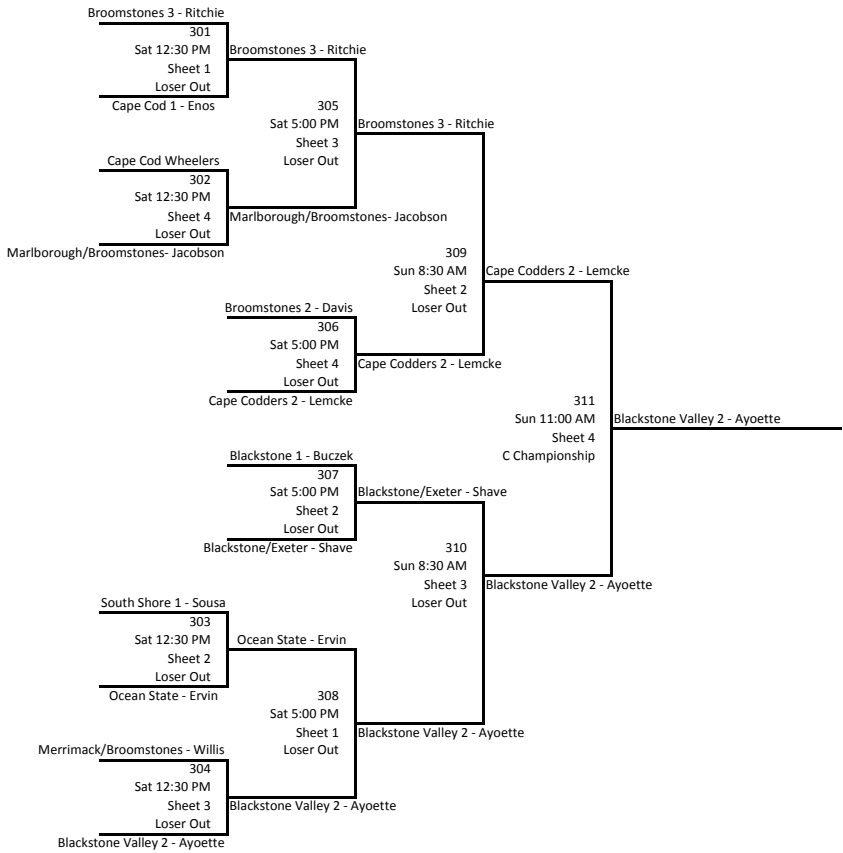 Broomstones 3 - Ritchie
301
Sat 12:30 PM
Sheet 1
Loser Out
Cape Cod 1 - Enos
Broomstones 3 - Ritchie
305
Sat 5:00 PM
Sheet 3
Loser Out
Broomstones 3 - Ritchie
Cape Cod Wheelers
302
Sat 12:30 PM
Sheet 4
Loser Out
Marlborough/Broomstones- Jacobson
Marlborough/Broomstones- Jacobson
309
Sun 8:30 AM
Sheet 2
Loser Out
Cape Codders 2 - Lemcke
Broomstones 2 - Davis
306
Sat 5:00 PM
Sheet 4
Loser Out
Cape Codders 2 - Lemcke
Cape Codders 2 - Lemcke
311
Sun 11:00 AM
Sheet 4
C Championship
Blackstone Valley 2 - Ayoette
Blackstone 1 - Buczek
307
Sat 5:00 PM
Sheet 2
Loser Out
Blackstone/Exeter - Shave
Blackstone/Exeter - Shave
310
Sun 8:30 AM
Sheet 3
Loser Out
Blackstone Valley 2 - Ayoette
South Shore 1 - Sousa
303
Sat 12:30 PM
Sheet 2
Loser Out
Ocean State - Ervin
Ocean State - Ervin
308
Sat 5:00 PM
Sheet 1
Loser Out
Blackstone Valley 2 - Ayoette
Merrimack/Broomstones - Willis
304
Sat 12:30 PM
Sheet 3
Loser Out
Blackstone Valley 2 - Ayoette
Blackstone Valley 2 - Ayoette